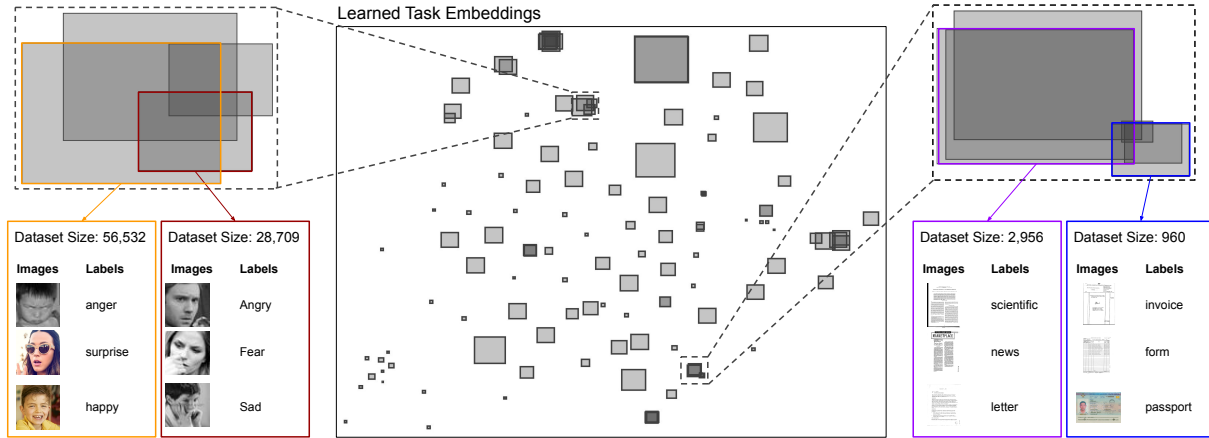 Learned Task Embeddings
Dataset Size: 56,532
Images Labels
anger
surprise
happy
Dataset Size: 28,709
Images Labels
Angry
Fear
Sad
Dataset Size: 2,956
Images Labels
scientific
news
letter
Dataset Size: 960
Images Labels
invoice
form
passport